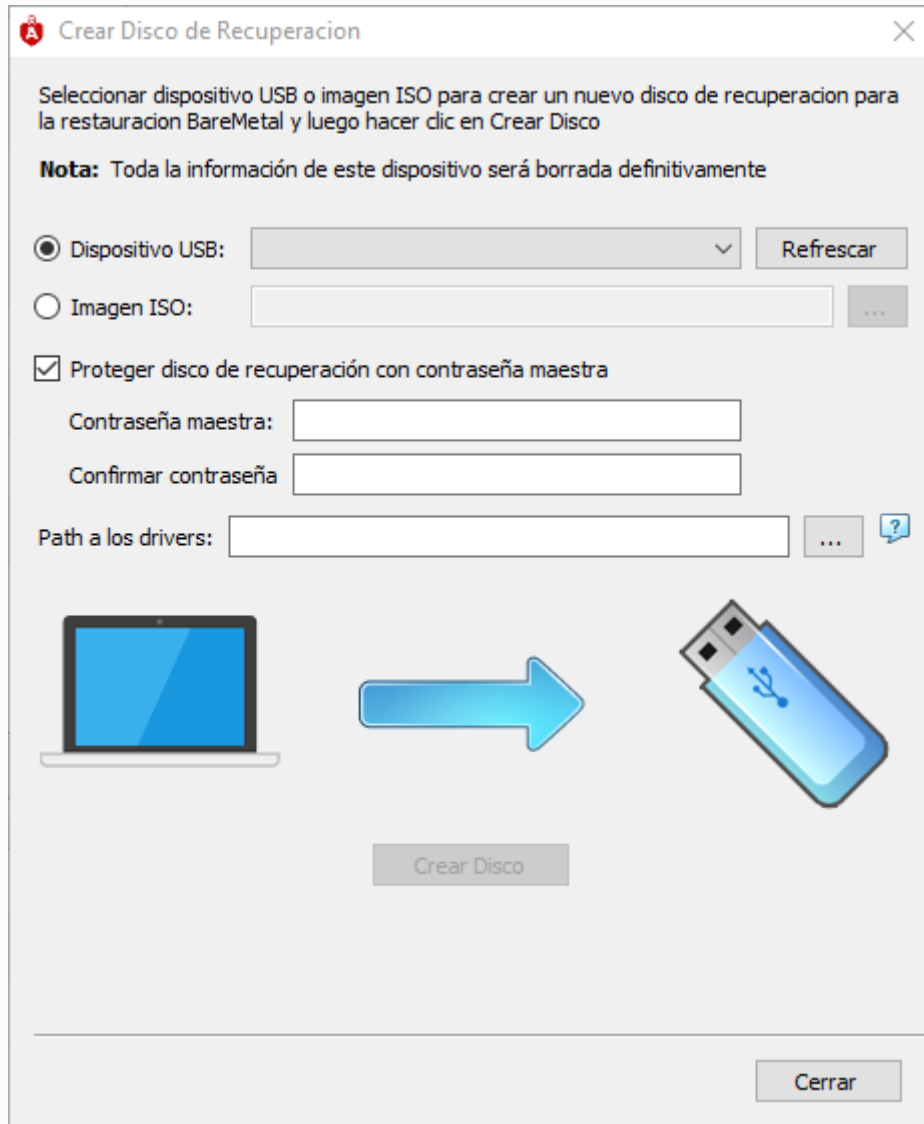 Crear Disco de Recuperacion
Seleccionar dispositivo USB o imagen ISO para crear un nuevo disco de recuperacion para
la restauracion BareMetal y luego hacer clic en Crear Disco
Nota: Toda la información de este dispositivo será borrada definitivamente
Dispositivo USB: Refrescar
Imagen ISO: ...
Proteger disco de recuperación con contraseña maestra
Contraseña maestra:
Confirmar contraseña
Path a los drivers: ... ?
Crear Disco
Cerrar